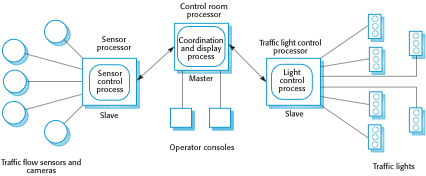 Control room
processor
Sensor
processor
Coordination
and display
process
Traffic light control
processor
Sensor
control
process
Light
control
process
Master
Slave
Slave
Operator consoles
Traffic flow sensors and
cameras
Traffic lights